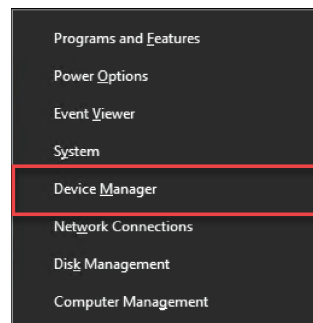 Programs and Features
Power Options
Event Viewer
System
Device Manager
Network Connections
Disk Management
Computer Management